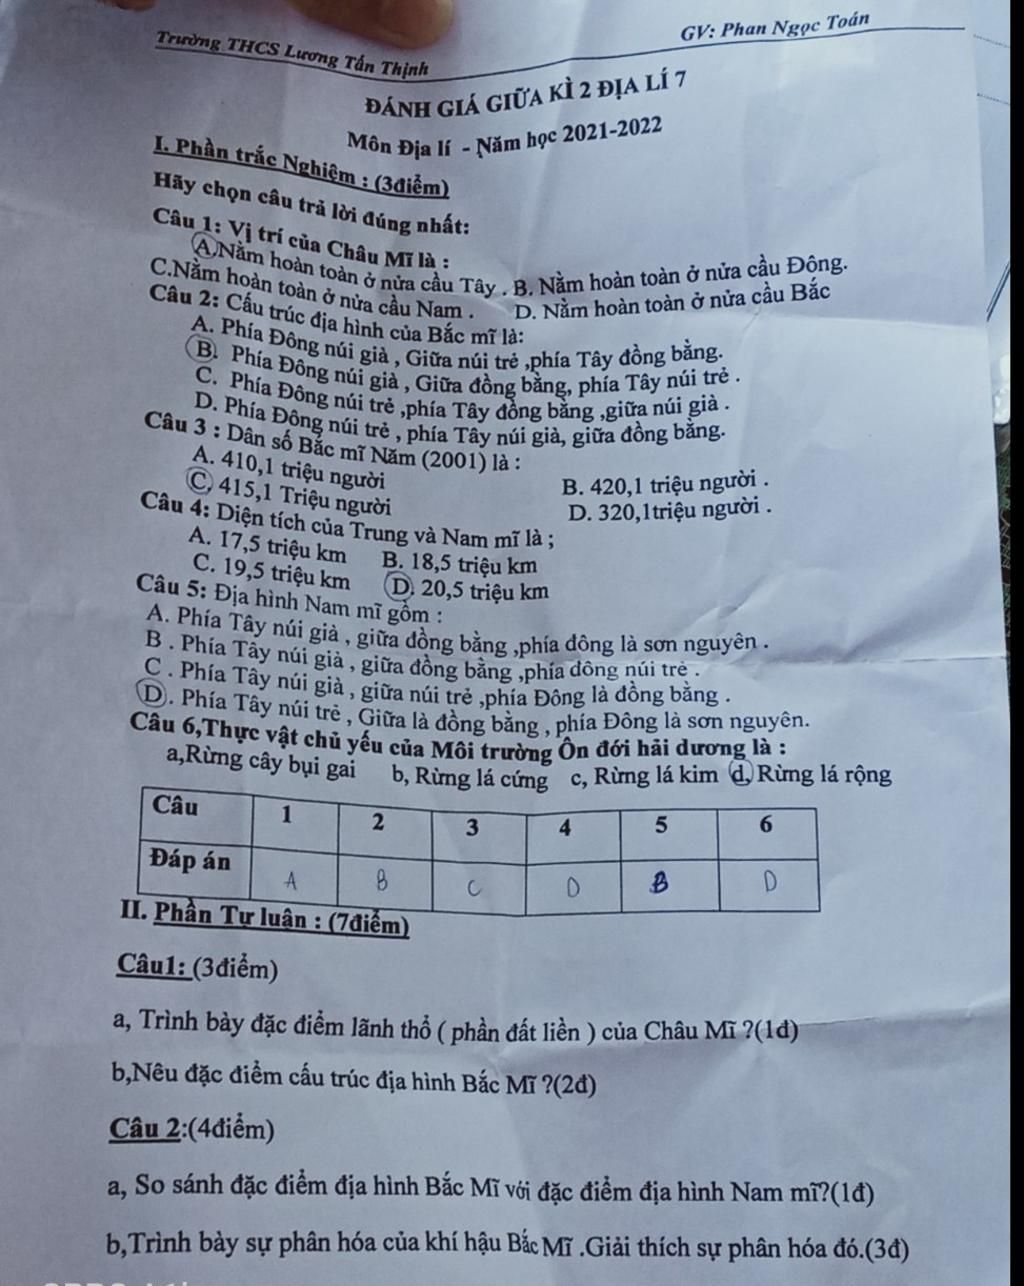 Trường THCS Lương Tấn Thịnh
GV: Phan Ngọc Toán
ĐÁNH GIÁ GIỮA KÌ 2 ĐỊA LÍ 7
Môn Địa lí - Năm học 2021-2022
I. Phần trắc Nghiệm : (3điểm)
Hãy chọn câu trả lời đúng nhất:
Câu 1: Vị trí của Châu Mĩ là :
A.Nằm hoàn toàn ở nửa cầu Tây . B. Nằm hoàn toàn ở nửa cầu Đông.
C.Nằm hoàn toàn ở nửa cầu Nam . D. Nằm hoàn toàn ở nửa cầu Bắc
Câu 2: Cấu trúc địa hình của Bắc mĩ là:
A. Phía Đông núi già , Giữa núi trẻ ,phía Tây đồng bằng.
B. Phía Đông núi già , Giữa đồng bằng, phía Tây núi trẻ .
C. Phía Đông núi trẻ ,phía Tây đồng bằng ,giữa núi già .
D. Phía Đông núi trẻ , phía Tây núi già, giữa đồng bằng.
Câu 3 : Dân số Bắc mĩ Năm (2001) là :
A. 410,1 triệu người B. 420,1 triệu người .
C. 415,1 Triệu người D. 320,1triệu người .
Câu 4: Diện tích của Trung và Nam mĩ là ;
A. 17,5 triệu km B. 18,5 triệu km
C. 19,5 triệu km D. 20,5 triệu km
Câu 5: Địa hình Nam mĩ gồm :
A. Phía Tây núi già , giữa đồng bằng ,phía đông là sơn nguyên .
B . Phía Tây núi già , giữa đồng bằng ,phía đông núi trẻ .
C . Phía Tây núi già , giữa núi trẻ ,phía Đông là đồng bằng .
D. Phía Tây núi trẻ , Giữa là đồng bằng , phía Đông là sơn nguyên.
Câu 6,Thực vật chủ yếu của Môi trường Ôn đới hải dương là :
a,Rừng cây bụi gai b, Rừng lá cứng c, Rừng lá kim d, Rừng lá rộng
Câu 1 2 3 4 5 6
Đáp án A B C D B D
II. Phần Tự luận : (7điểm)
Câu1: (3điểm)
a, Trình bày đặc điểm lãnh thổ ( phần đất liền ) của Châu Mĩ ?(1đ)
b,Nêu đặc điểm cấu trúc địa hình Bắc Mĩ ?(2đ)
Câu 2:(4điểm)
a, So sánh đặc điểm địa hình Bắc Mĩ với đặc điểm địa hình Nam mĩ?(1đ)
b,Trình bày sự phân hóa của khí hậu Bắc Mĩ .Giải thích sự phân hóa đó.(3đ)